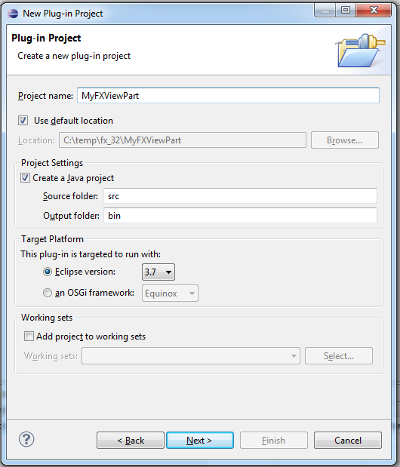 New Plug-in Project
Plug-in Project
Create a new plug-in project
Project name: MyFXViewPart
Use default location
Location: C:\temp\fx_32\MyFXViewPart Browse...
Project Settings
Create a Java project
Source folder: src
Output folder: bin
Target Platform
This plug-in is targeted to run with:
Eclipse version: 3.7
an OSGi framework: Equinox
Working sets
Add project to working sets
Working sets: Select...
? < Back Next > Finish Cancel